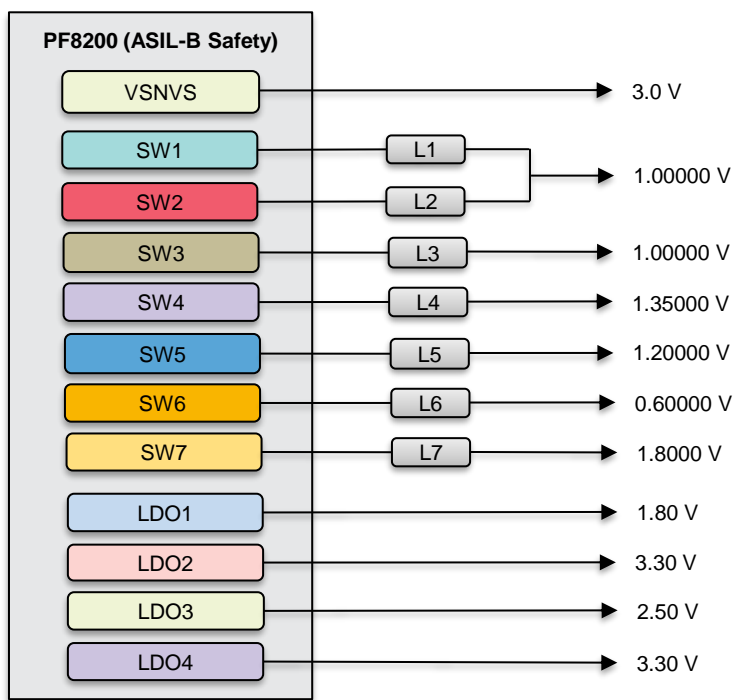 PF8200 (ASIL-B Safety)
VSNVS 3.0 V
SW1 L1
1.00000 V
SW2 L2
SW3 L3 1.00000 V
SW4 L4 1.35000 V
SW5 L5 1.20000 V
SW6 L6 0.60000 V
SW7 L7 1.8000 V
LDO1 1.80 V
LDO2 3.30 V
LDO3 2.50 V
LDO4 3.30 V